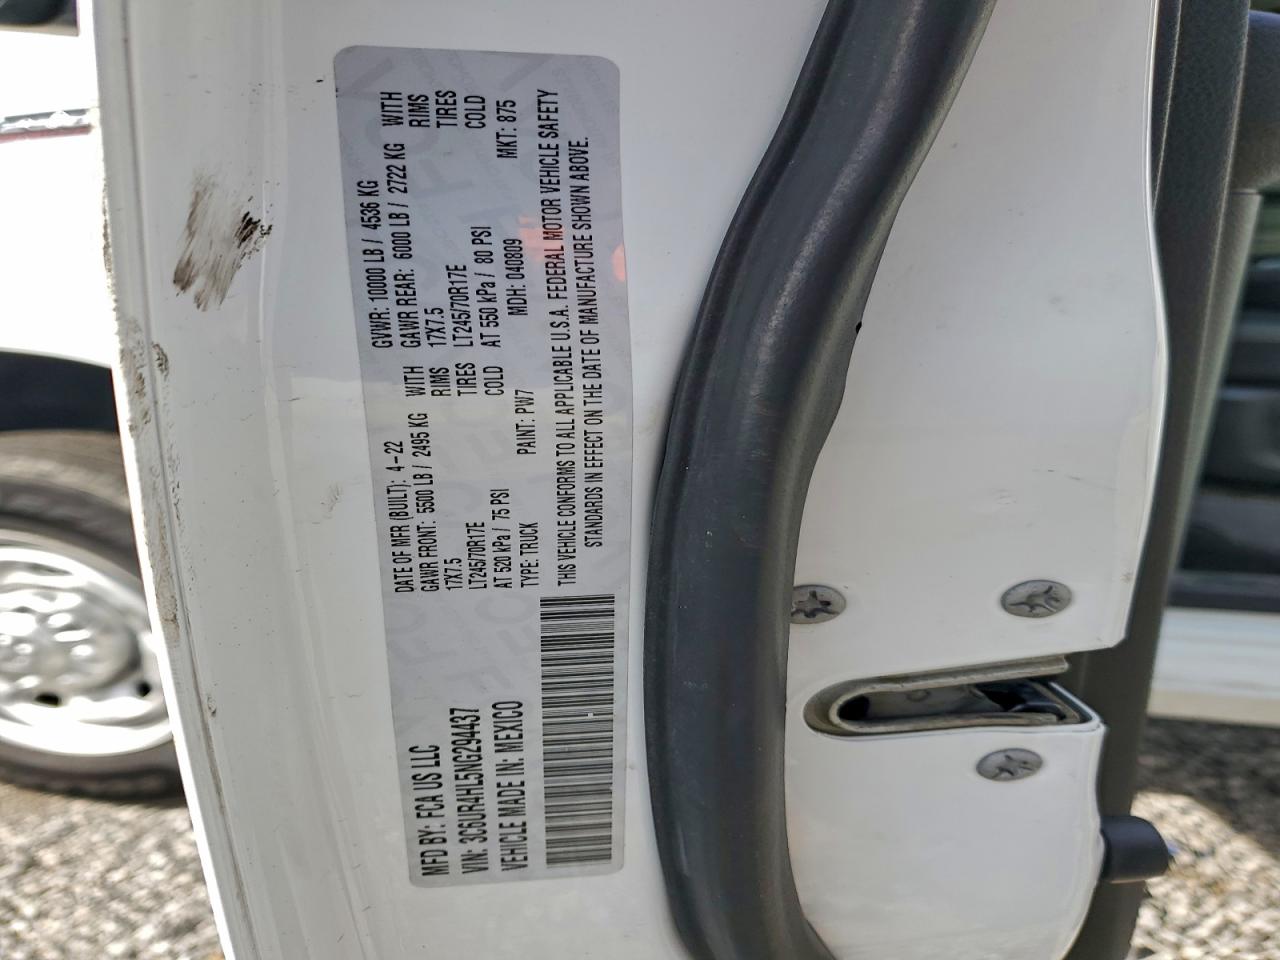 MFD BY: FCA US LLC
VIN: 3C6UR4HL5NG294437
VEHICLE MADE IN: MEXICO
DATE OF MFR (BUILT): 4-22
GVWR: 10000 LB / 4536 KG
GAWR FRONT: 5500 LB / 2495 KG WITH
17X7.5 RIMS
LT245/70R17E TIRES
AT 520 kPa / 75 PSI COLD
GAWR REAR: 6000 LB / 2722 KG WITH
17X7.5 RIMS
LT245/70R17E TIRES
AT 550 kPa / 80 PSI COLD
TYPE: TRUCK PAINT: PW7 MDH: 040809 MKT: 875
THIS VEHICLE CONFORMS TO ALL APPLICABLE U.S.A. FEDERAL MOTOR VEHICLE SAFETY
STANDARDS IN EFFECT ON THE DATE OF MANUFACTURE SHOWN ABOVE.